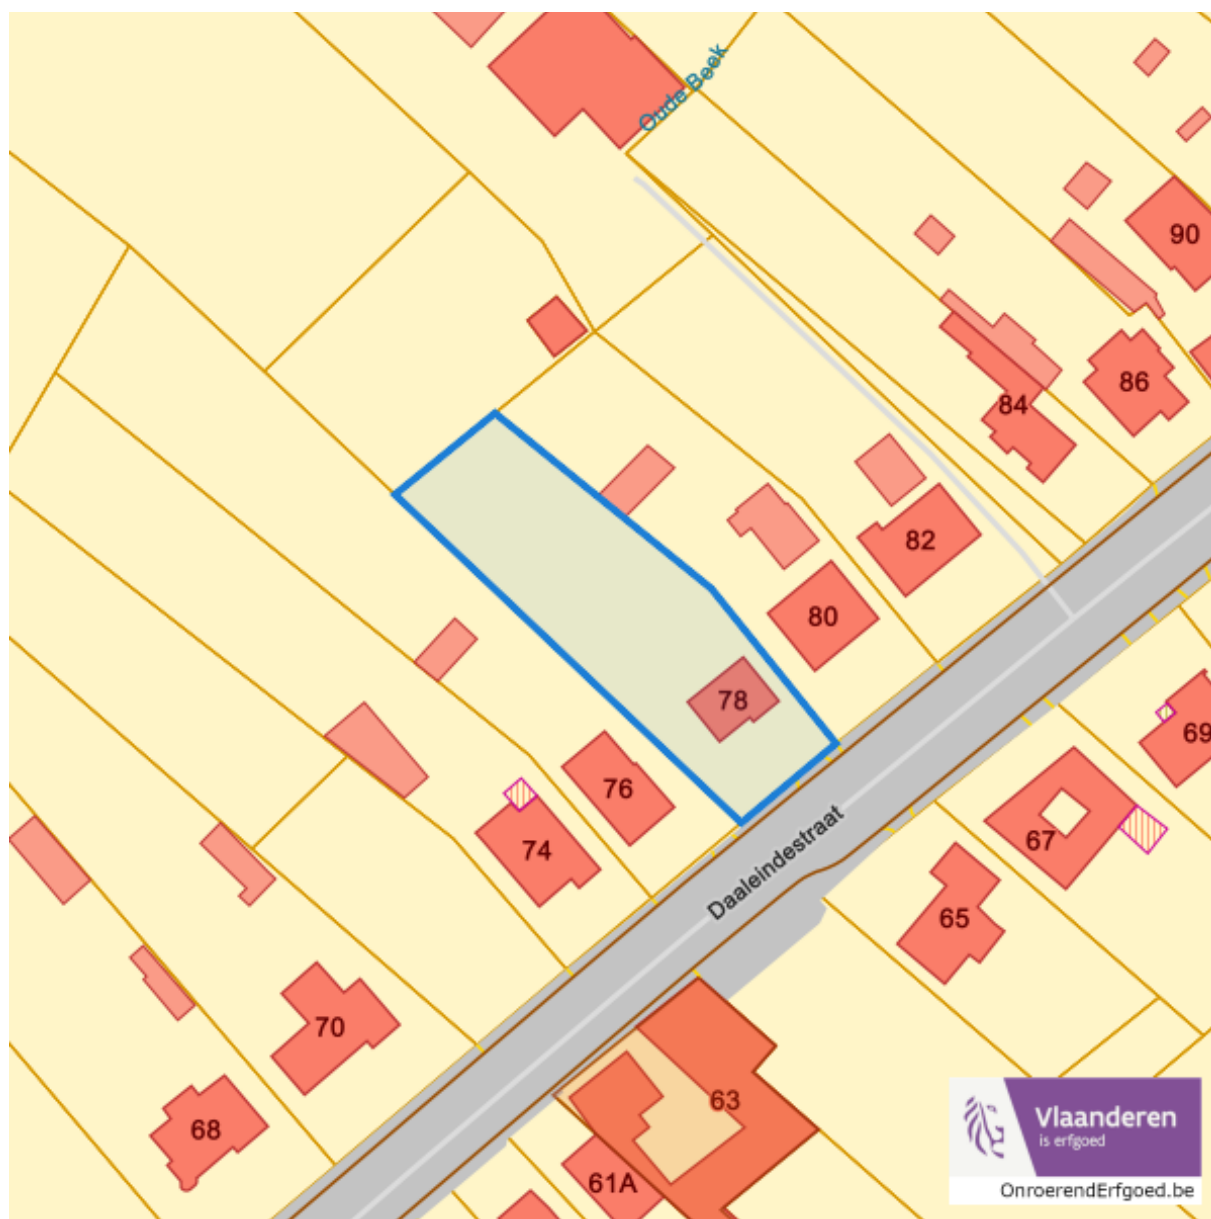 Oude Beek
90
86
84
82
80
78
76
74
69
67
65
Daaleindestraat
70
68
63
61A
Vlaanderen
is erfgoed
OnroerendErfgoed.be